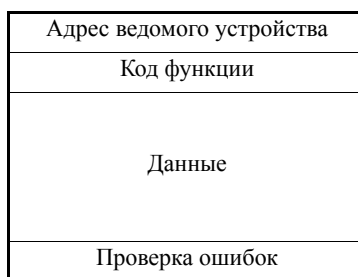 Адрес ведомого устройства
Код функции
Данные
Проверка ошибок